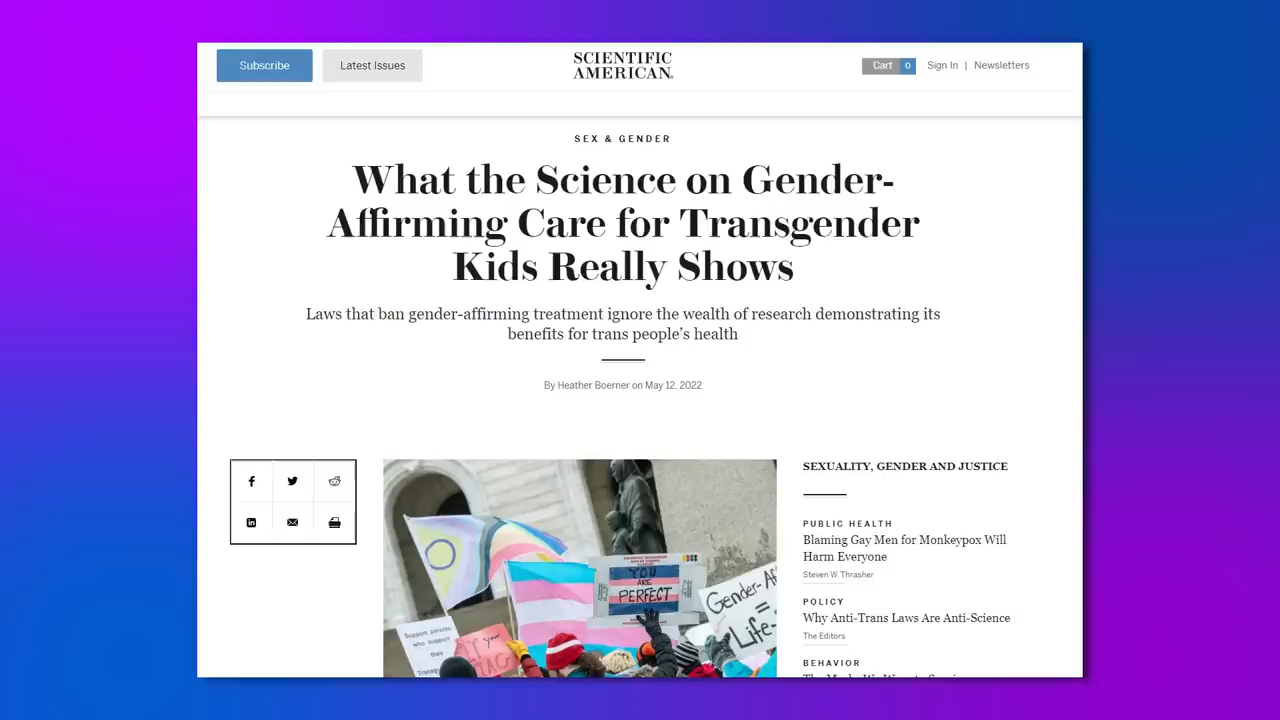 Subscribe
Latest Issues
SCIENTIFIC
AMERICAN
Cart 0
Sign In | Newsletters
SEX & GENDER
What the Science on Gender-
Affirming Care for Transgender
Kids Really Shows
Laws that ban gender-affirming treatment ignore the wealth of research demonstrating its
benefits for trans people’s health
By Heather Boerner on May 12, 2022
YOU
ARE
PERFECT
Gender-Af
=
Life-
Support parents
who support
their
SEXUALITY, GENDER AND JUSTICE
PUBLIC HEALTH
Blaming Gay Men for Monkeypox Will
Harm Everyone
Steven W. Thrasher
POLICY
Why Anti-Trans Laws Are Anti-Science
The Editors
BEHAVIOR